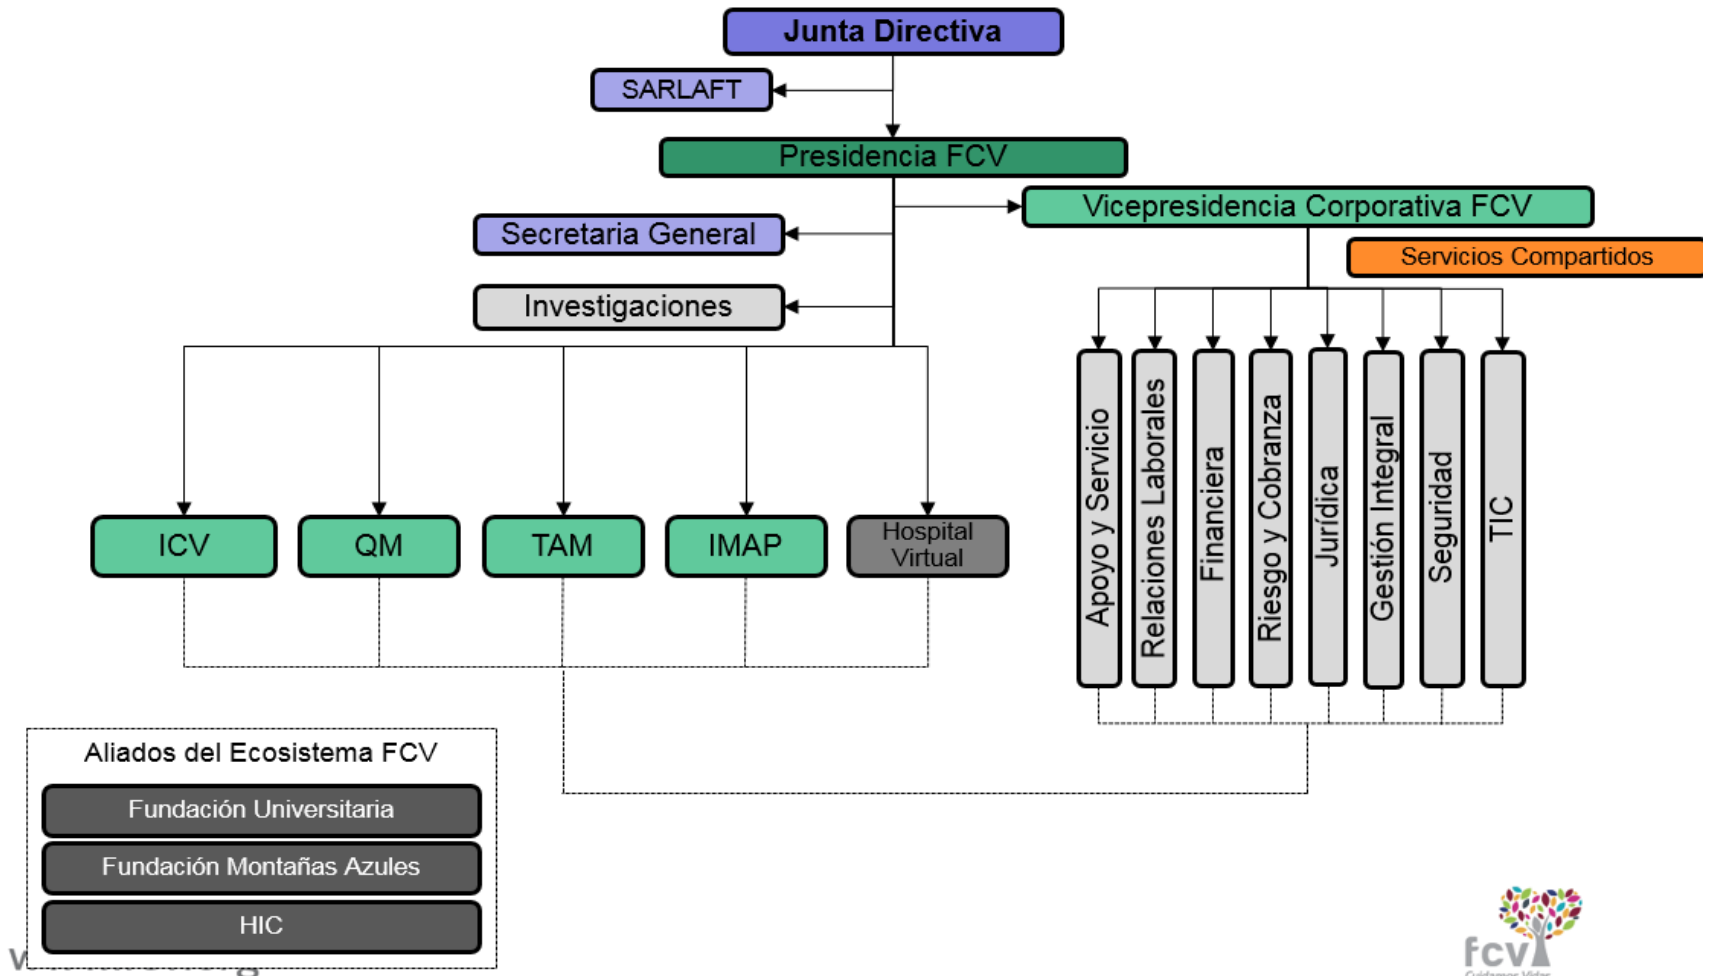 Junta Directiva
SARLAFT
Presidencia FCV
Vicepresidencia Corporativa FCV
Secretaria General
Servicios Compartidos
Investigaciones
Apoyo y Servicio
Relaciones Laborales
Financiera
Riesgo y Cobranza
Jurídica
Gestión Integral
Seguridad
TIC
ICV
QM
TAM
IMAP
Hospital
Virtual
Aliados del Ecosistema FCV
Fundación Universitaria
Fundación Montañas Azules
HIC
fcv
Cuidamos Vidas